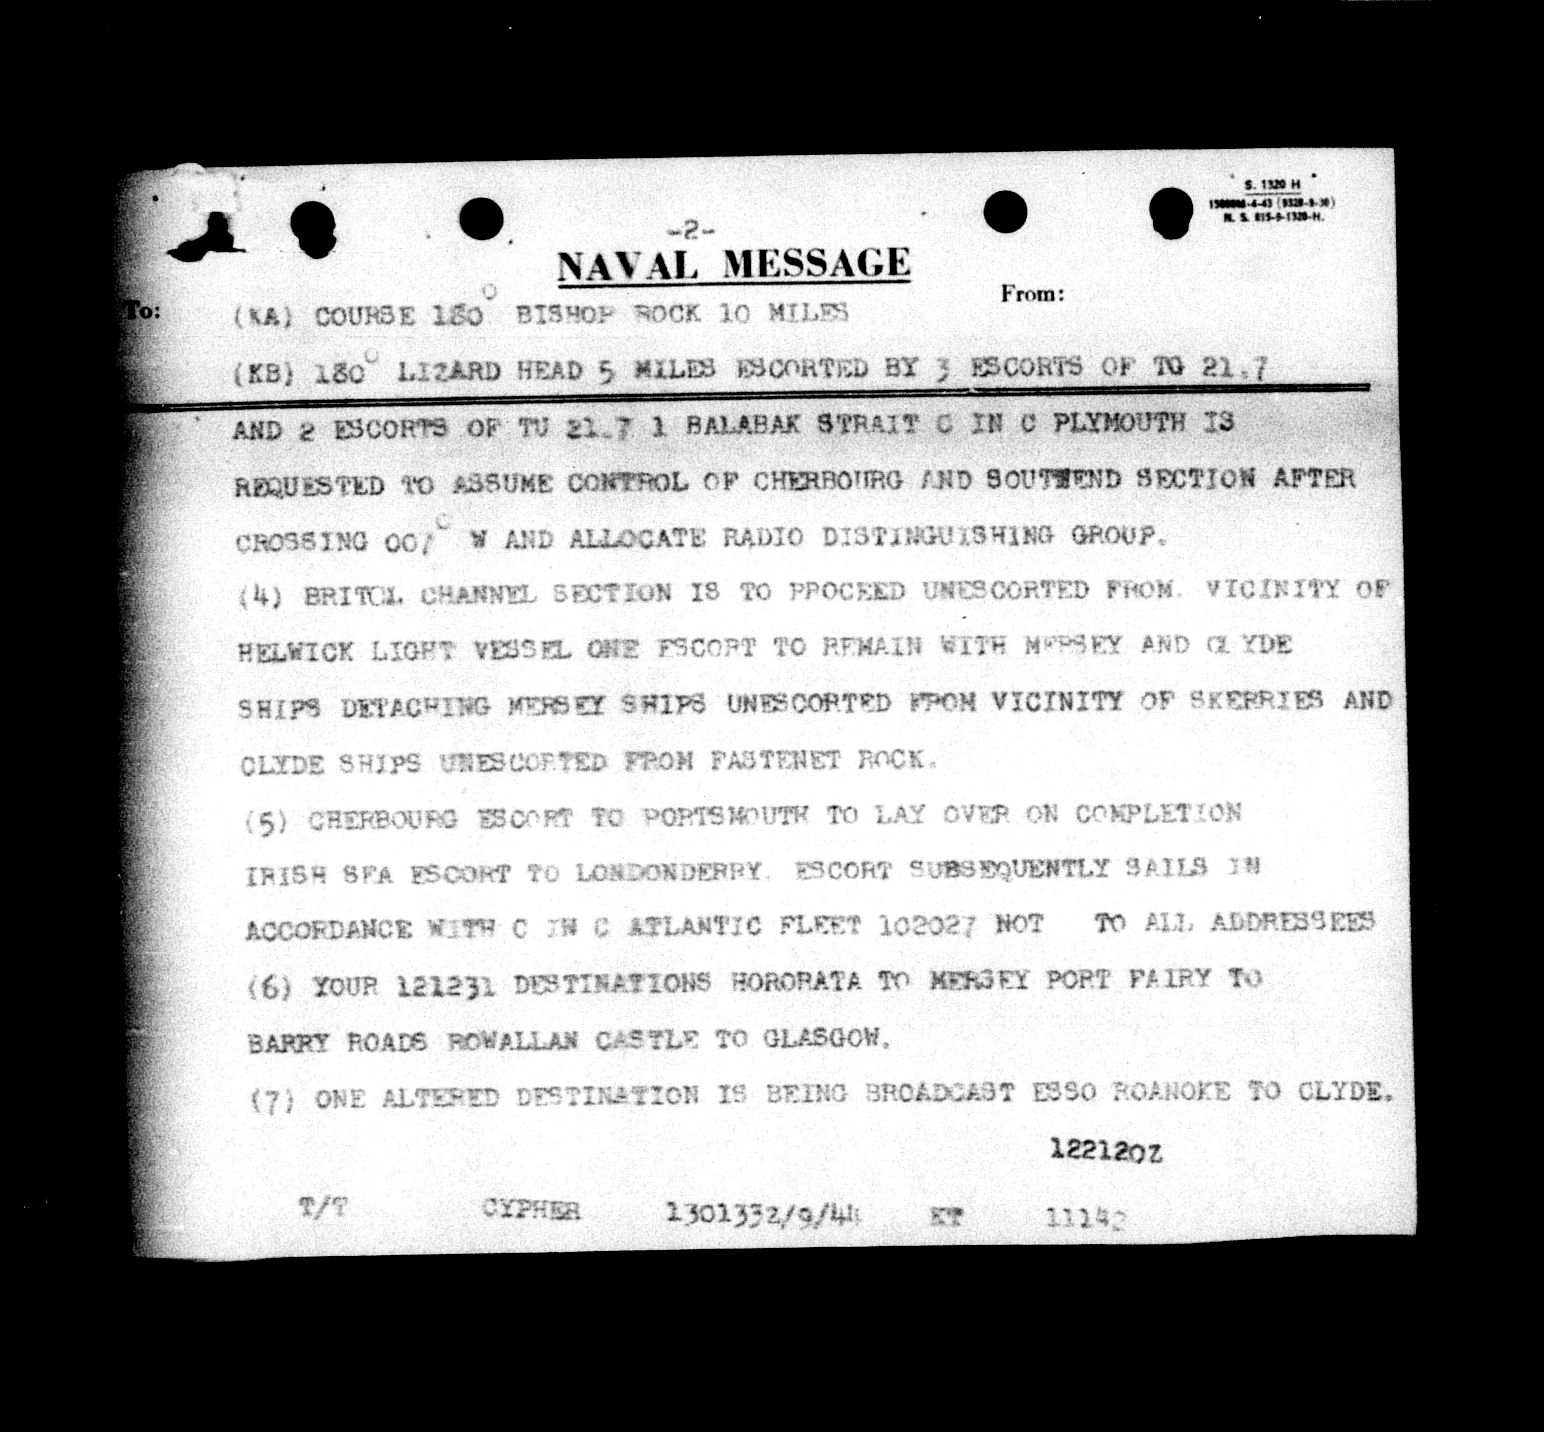 S. 1320 H
-2-
N. S. 815-9-1320-H.
NAVAL MESSAGE
To:
From:
(KA) COURSE 180° BISHOP ROCK 10 MILES
(KB) 180° LIZARD HEAD 5 MILES ESCORTED BY 3 ESCORTS OF TG 21.7
AND 2 ESCORTS OF TU 21.7 1 BALABAK STRAIT C IN C PLYMOUTH IS
REQUESTED TO ASSUME CONTROL OF CHERBOURG AND SOUTHEND SECTION AFTER
CROSSING 007° W AND ALLOCATE RADIO DISTINGUISHING GROUP.
(4) BRITOL CHANNEL SECTION IS TO PROCEED UNESCORTED FROM. VICINITY OF
HELWICK LIGHT VESSEL ONE ESCORT TO REMAIN WITH MERSEY AND CLYDE
SHIPS DETACHING MERSEY SHIPS UNESCORTED FROM VICINITY OF SKERRIES AND
CLYDE SHIPS UNESCORTED FROM FASTENET ROCK.
(5) CHERBOURG ESCORT TO PORTSMOUTH TO LAY OVER ON COMPLETION
IRISH SEA ESCORT TO LONDONDERRY. ESCORT SUBSEQUENTLY SAILS IN
ACCORDANCE WITH C IN C ATLANTIC FLEET 102027 NOT TO ALL ADDRESSEES
(6) YOUR 121231 DESTINATIONS HORORATA TO MERSEY PORT FAIRY TO
BARRY ROADS ROWALLAN CASTLE TO GLASGOW.
(7) ONE ALTERED DESTINATION IS BEING BROADCAST ESSO ROANOKE TO CLYDE.
122120Z
T/T CYPHER 130133Z/9/44 ET 11142